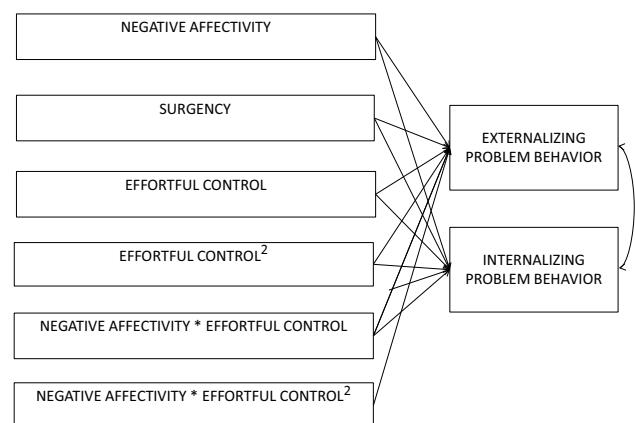 NEGATIVE AFFECTIVITY
SURGENCY
EFFORTFUL CONTROL
EFFORTFUL CONTROL²
NEGATIVE AFFECTIVITY * EFFORTFUL CONTROL
NEGATIVE AFFECTIVITY * EFFORTFUL CONTROL²
EXTERNALIZING
PROBLEM BEHAVIOR
INTERNALIZING
PROBLEM BEHAVIOR